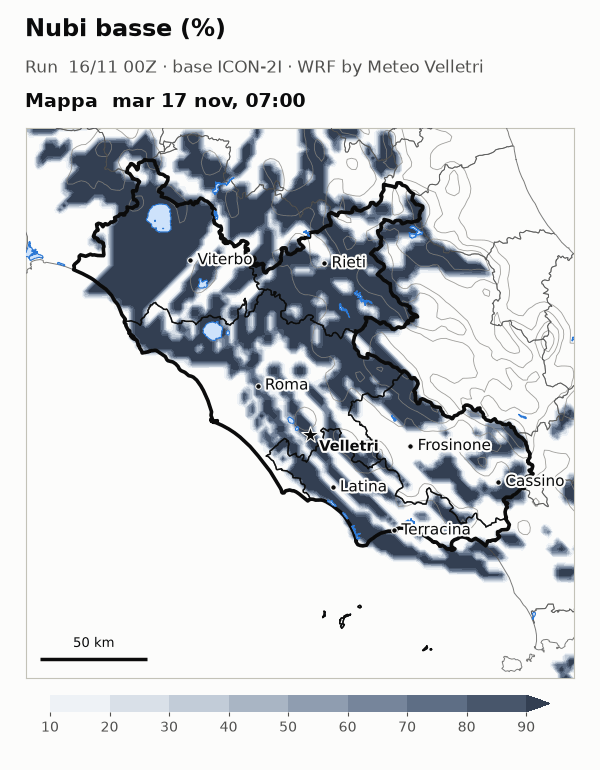 Nubi basse (%)
Run  16/11 00Z · base ICON-2I · WRF by Meteo Velletri
Mappa  mar 17 nov, 07:00
Viterbo
Rieti
Roma
Velletri
Frosinone
Cassino
Latina
Terracina
50 km
10 20 30 40 50 60 70 80 90